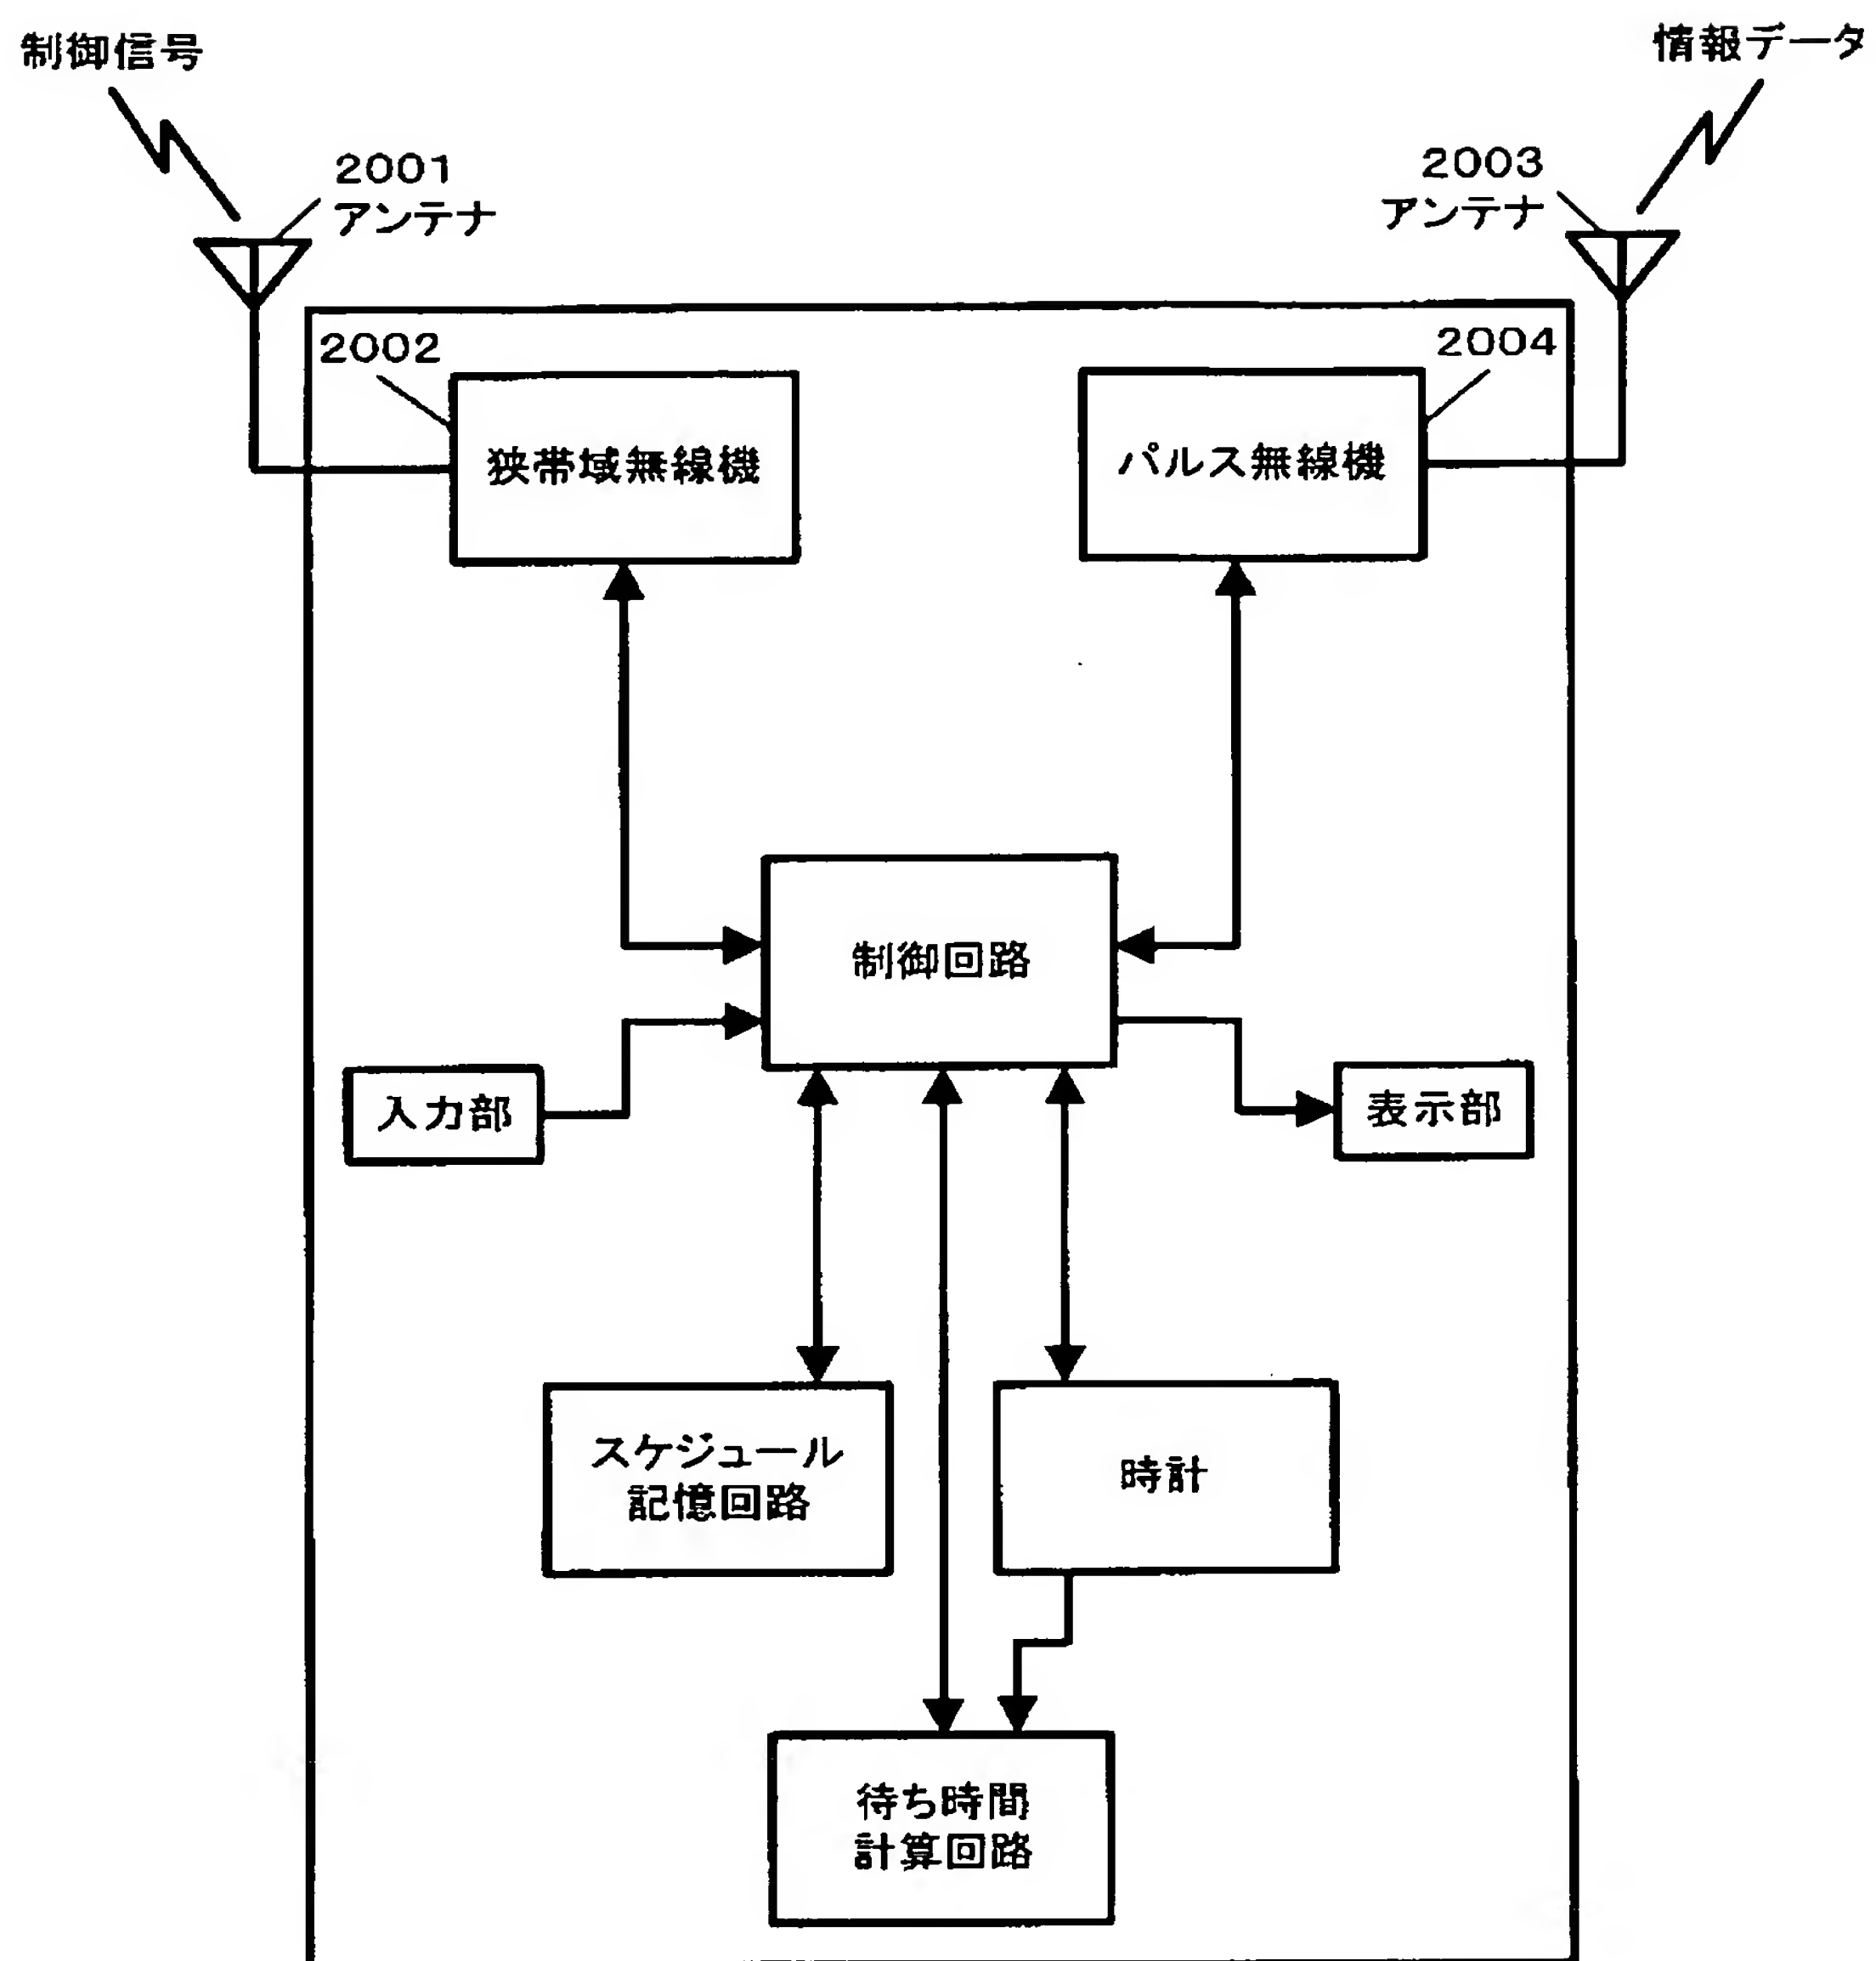 制御信号
情報データ
2001
アンテナ
2003
アンテナ
2002
2004
狭帯域無線機
パルス無線機
制御回路
入力部
表示部
スケジュール
記憶回路
時計
待ち時間
計算回路